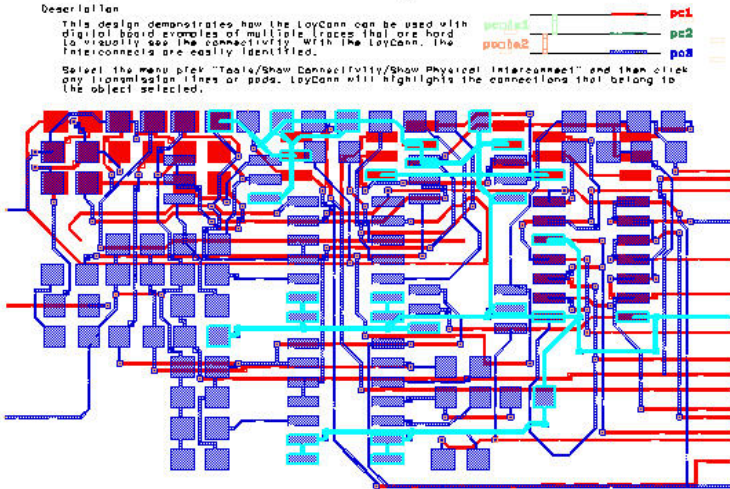 Description
This design demonstrates how the LayConn can be used with
digital board examples of multiple traces that are hard
to visually see the connectivity. With the LayConn, the
interconnects are easily identified.
Select the menu pick "Tools/Show Connectivity/Show Physical Interconnect" and then click
any transmission lines or pads. LayConn will highlights the connections that belong to
the object selected.
pc1
pc2